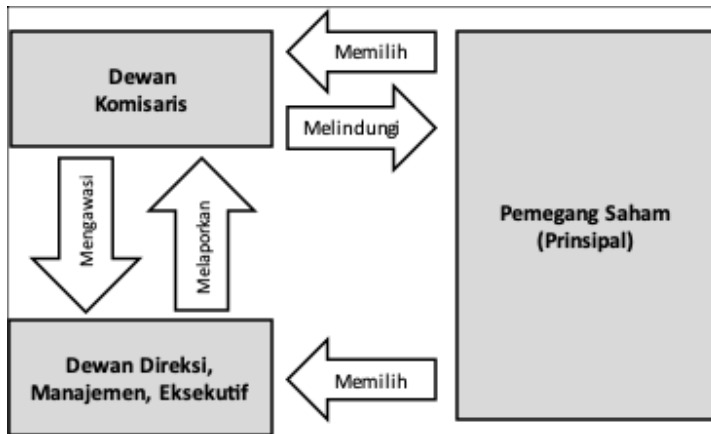 Dewan
Komisaris
Memilih
Melindungi
Mengawasi
Melaporkan
Pemegang Saham
(Prinsipal)
Dewan Direksi,
Manajemen, Eksekutif
Memilih